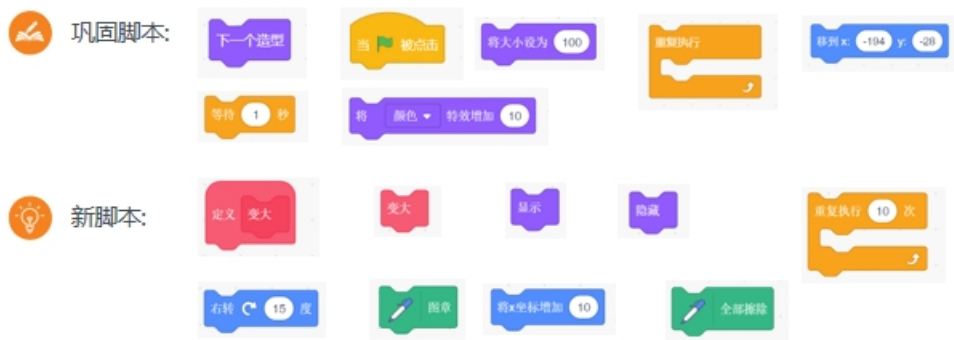 巩固脚本:
下一个造型
当 被点击
将大小设为 100
重复执行
移到 x: -194 y: -28
等待 1 秒
将 颜色 特效增加 10
新脚本:
定义 变大
变大
显示
隐藏
重复执行 10 次
右转 15 度
图章
将x坐标增加 10
全部擦除